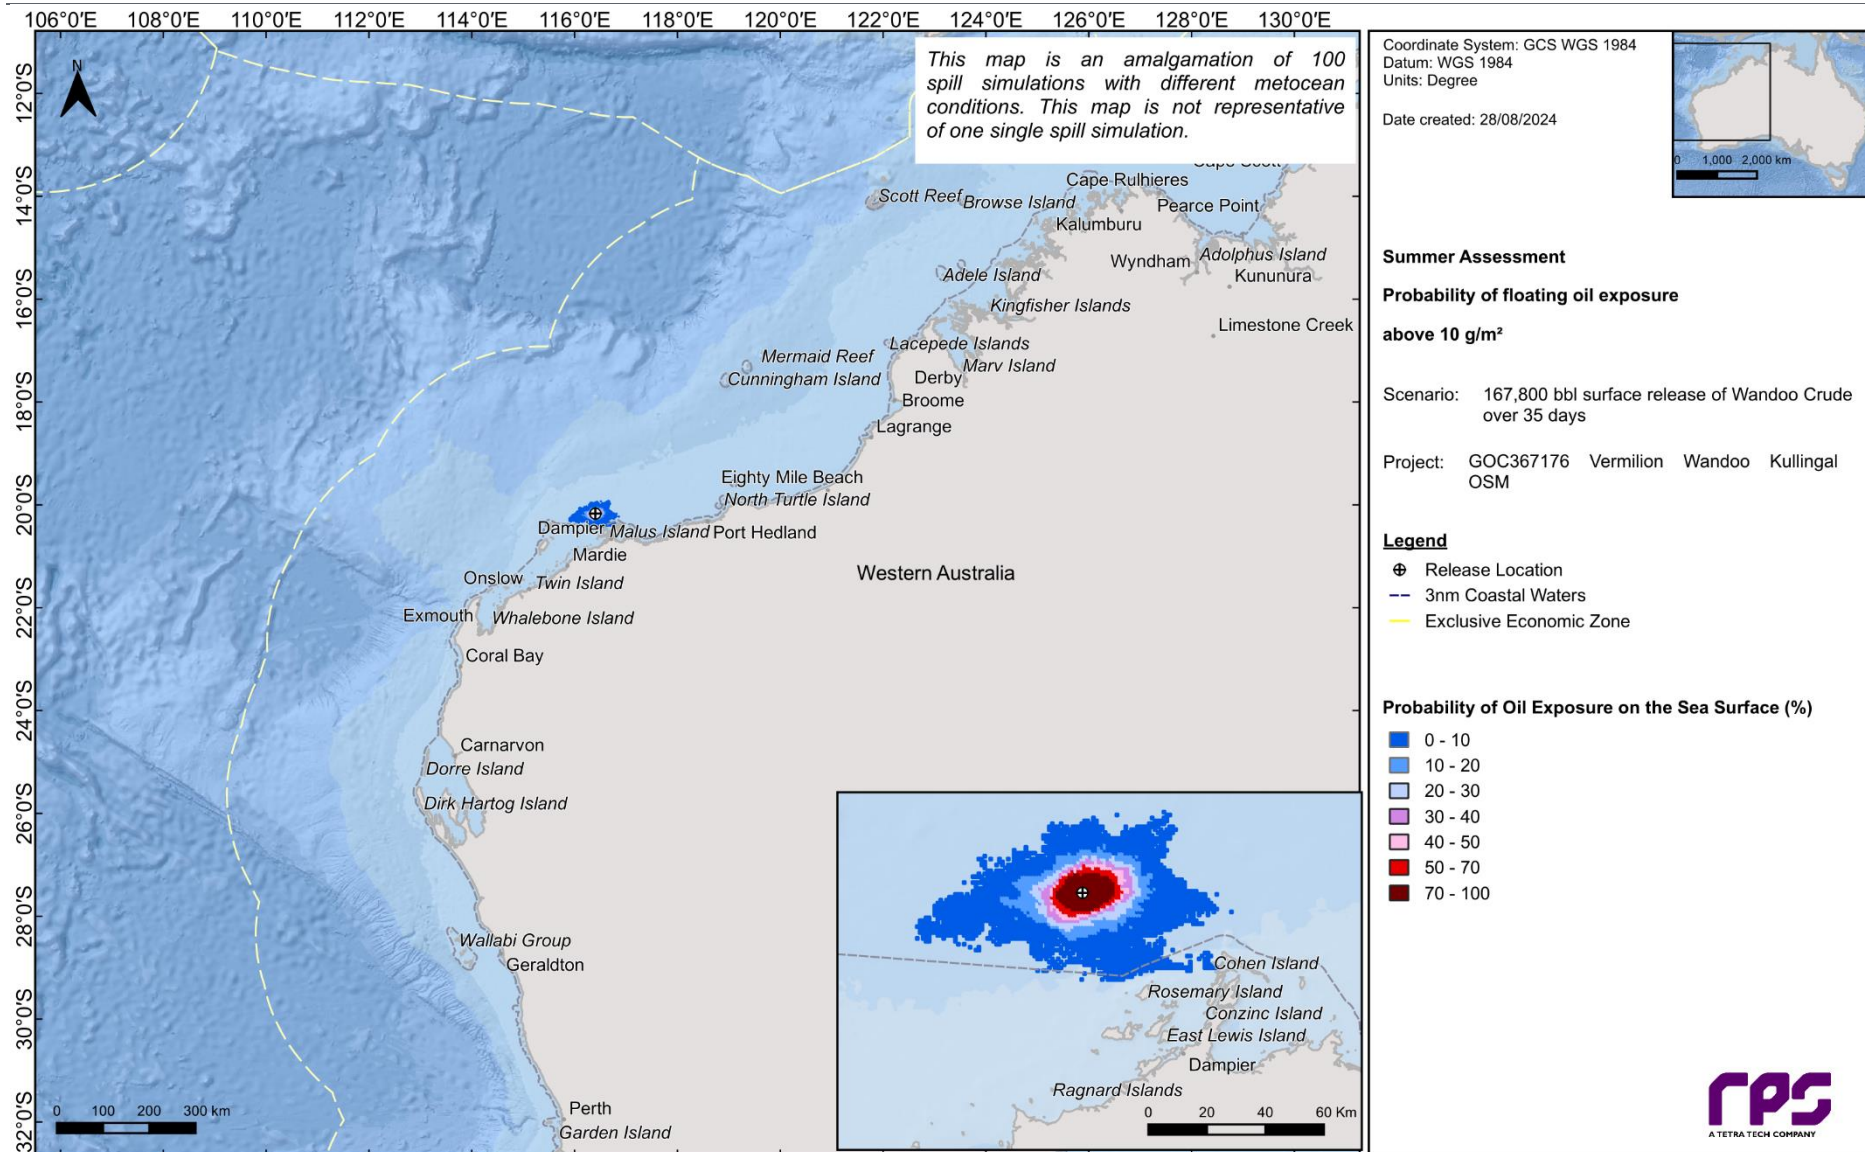 106°0'E 108°0'E 110°0'E 112°0'E 114°0'E 116°0'E 118°0'E 120°0'E 122°0'E 124°0'E 126°0'E 128°0'E 130°0'E
12°0'S
14°0'S
16°0'S
18°0'S
20°0'S
22°0'S
24°0'S
26°0'S
28°0'S
30°0'S
32°0'S
N
This map is an amalgamation of 100
spill simulations with different metocean
conditions. This map is not representative
of one single spill simulation.
Cape Scott
Cape Rulhieres
Scott Reef
Browse Island
Pearce Point
Kalumburu
Wyndham
Adolphus Island
Kununura
Adele Island
Kingfisher Islands
Limestone Creek
Lacepede Islands
Mermaid Reef
Marv Island
Cunningham Island
Derby
Broome
Lagrange
Eighty Mile Beach
North Turtle Island
Dampier
Malus Island
Port Hedland
Mardie
Western Australia
Onslow
Twin Island
Exmouth
Whalebone Island
Coral Bay
Carnarvon
Dorre Island
Dirk Hartog Island
Wallabi Group
Geraldton
Perth
Garden Island
0 100 200 300 km
Cohen Island
Rosemary Island
Conzinc Island
East Lewis Island
Dampier
Ragnard Islands
0 20 40 60 Km
Coordinate System: GCS WGS 1984
Datum: WGS 1984
Units: Degree
Date created: 28/08/2024
0 1,000 2,000 km
Summer Assessment
Probability of floating oil exposure
above 10 g/m²
Scenario: 167,800 bbl surface release of Wandoo Crude
over 35 days
Project: GOC367176 Vermilion Wandoo Kullingal
OSM
Legend
Release Location
3nm Coastal Waters
Exclusive Economic Zone
Probability of Oil Exposure on the Sea Surface (%)
0 - 10
10 - 20
20 - 30
30 - 40
40 - 50
50 - 70
70 - 100
rps
A TETRA TECH COMPANY